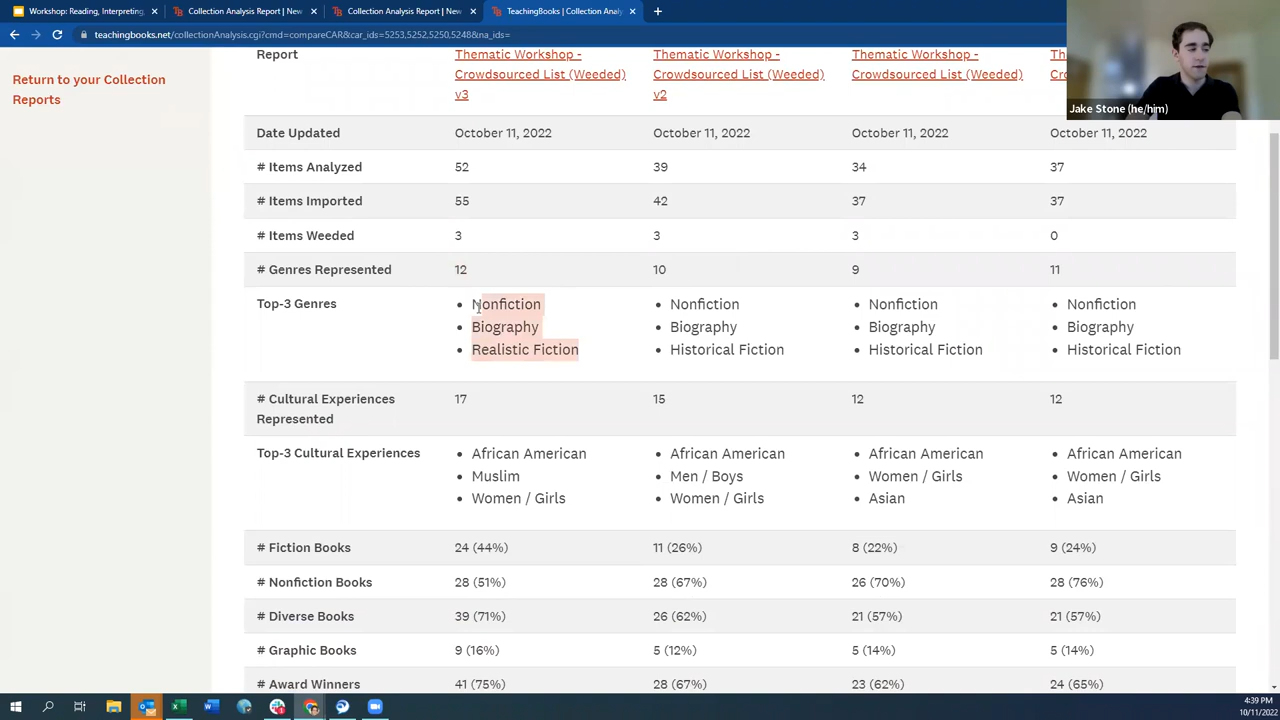 Workshop: Reading, Interpreting,
Collection Analysis Report | New
Collection Analysis Report | New
TeachingBooks | Collection Analy
teachingbooks.net/collectionAnalysis.cgi?cmd=compareCAR&car_ids=5253,5252,5250,5248&na_ids=
Return to your Collection
Reports
Jake Stone (he/him)
Report
Thematic Workshop -
Crowdsourced List (Weeded)
v3
Thematic Workshop -
Crowdsourced List (Weeded)
v2
Thematic Workshop -
Crowdsourced List (Weeded)
Date Updated October 11, 2022 October 11, 2022 October 11, 2022 October 11, 2022
# Items Analyzed 52 39 34 37
# Items Imported 55 42 37 37
# Items Weeded 3 3 3 0
# Genres Represented 12 10 9 11
Top-3 Genres • Nonfiction • Nonfiction • Nonfiction • Nonfiction
• Biography • Biography • Biography • Biography
• Realistic Fiction • Historical Fiction • Historical Fiction • Historical Fiction
# Cultural Experiences 17 15 12 12
Represented
Top-3 Cultural Experiences • African American • African American • African American • African American
• Muslim • Men / Boys • Women / Girls • Women / Girls
• Women / Girls • Women / Girls • Asian • Asian
# Fiction Books 24 (44%) 11 (26%) 8 (22%) 9 (24%)
# Nonfiction Books 28 (51%) 28 (67%) 26 (70%) 28 (76%)
# Diverse Books 39 (71%) 26 (62%) 21 (57%) 21 (57%)
# Graphic Books 9 (16%) 5 (12%) 5 (14%) 5 (14%)
# Award Winners 41 (75%) 28 (67%) 23 (62%) 24 (65%)
4:39 PM
10/11/2022